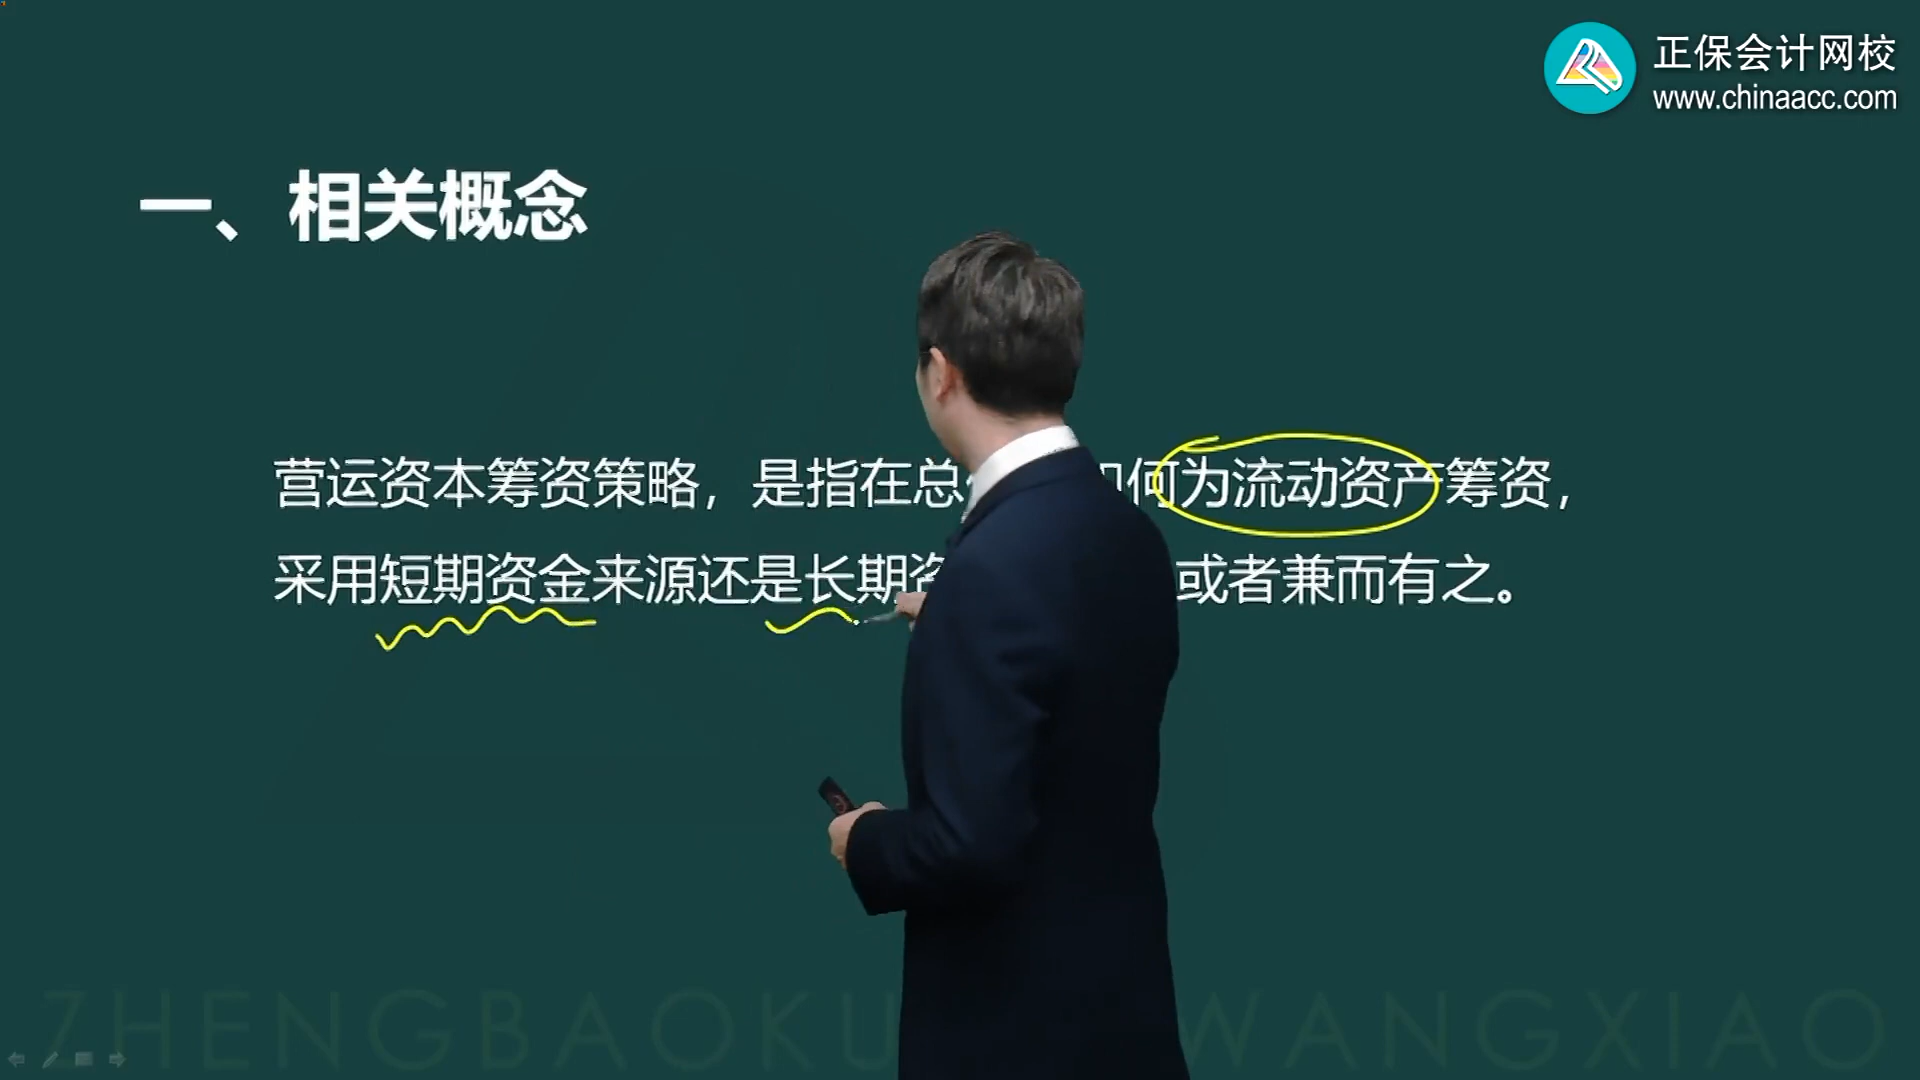 正保会计网校
www.chinaacc.com
一、相关概念
营运资本筹资策略，是指在总 何为流动资产筹资，
采用短期资金来源还是长期资 或者兼而有之。
ZHENGBAOKU WANGXIAO